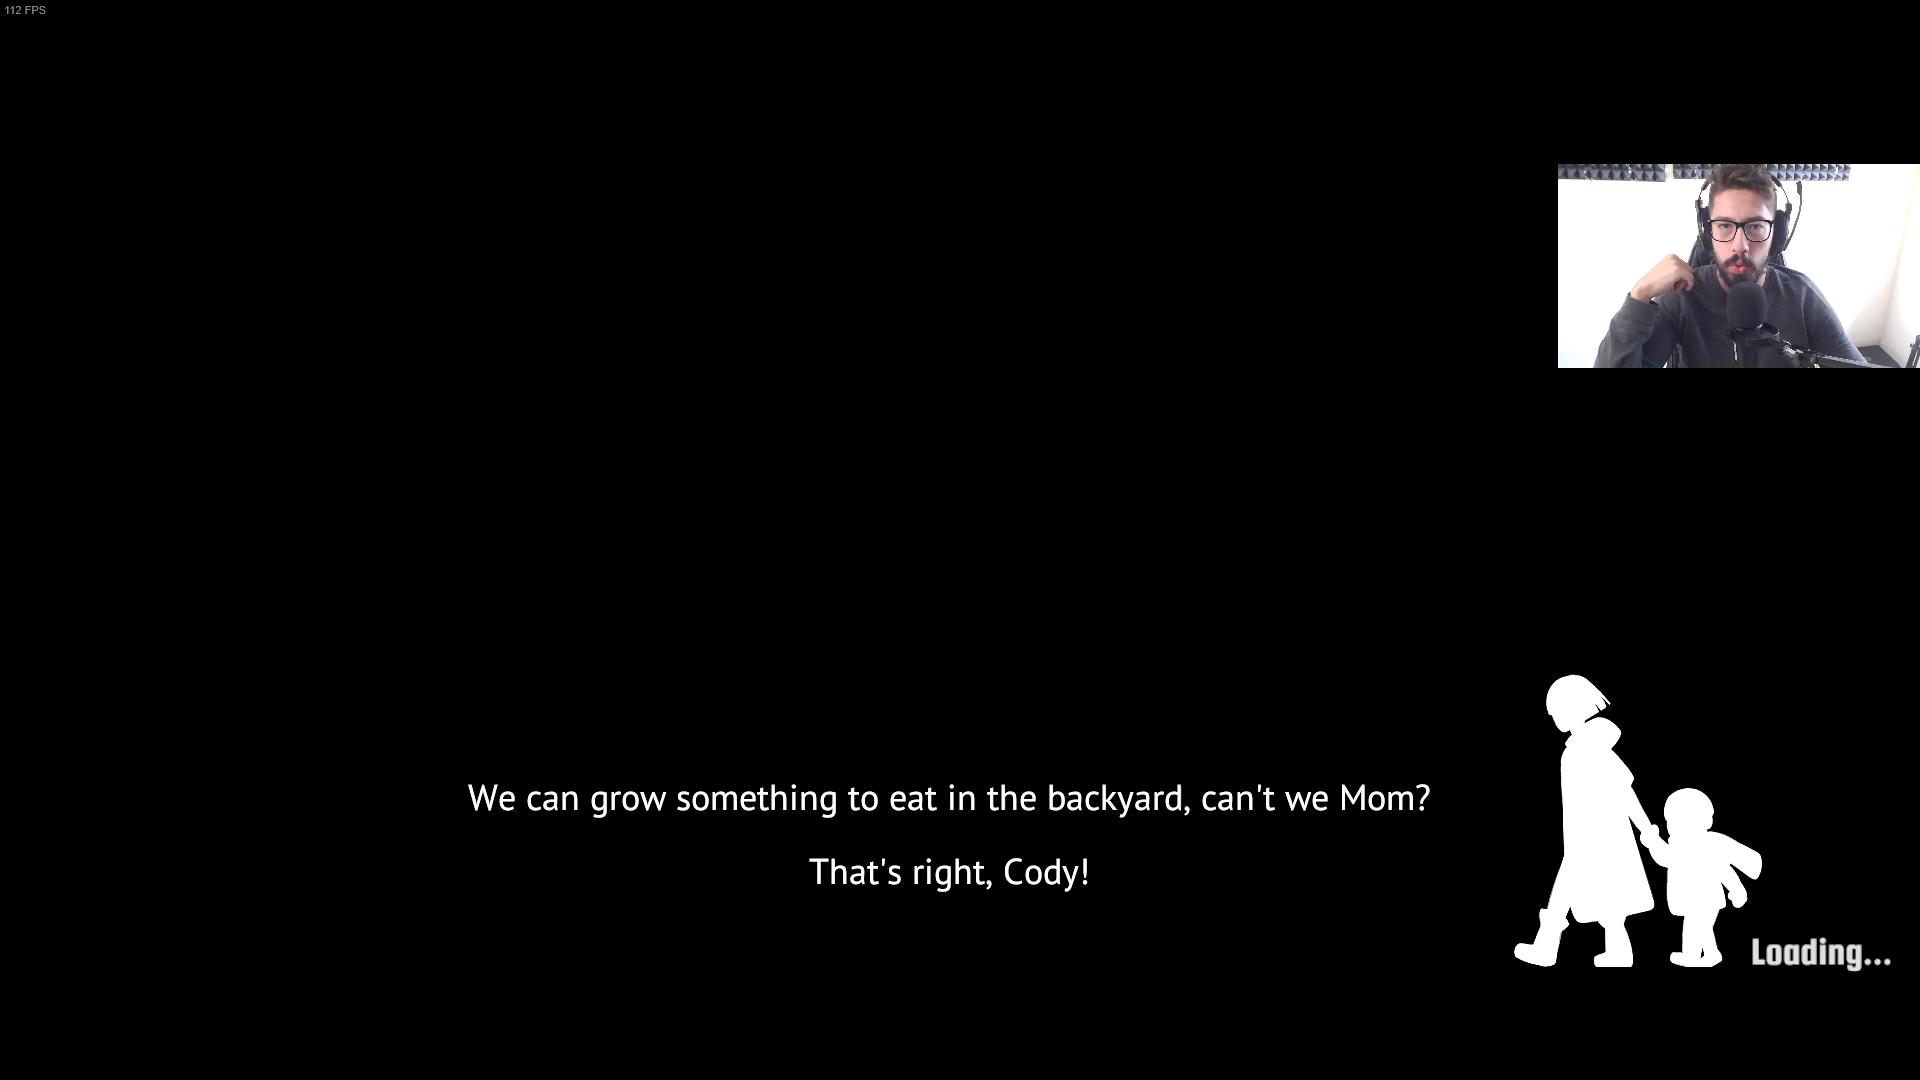 112 FPS
We can grow something to eat in the backyard, can't we Mom?
That's right, Cody!
Loading...